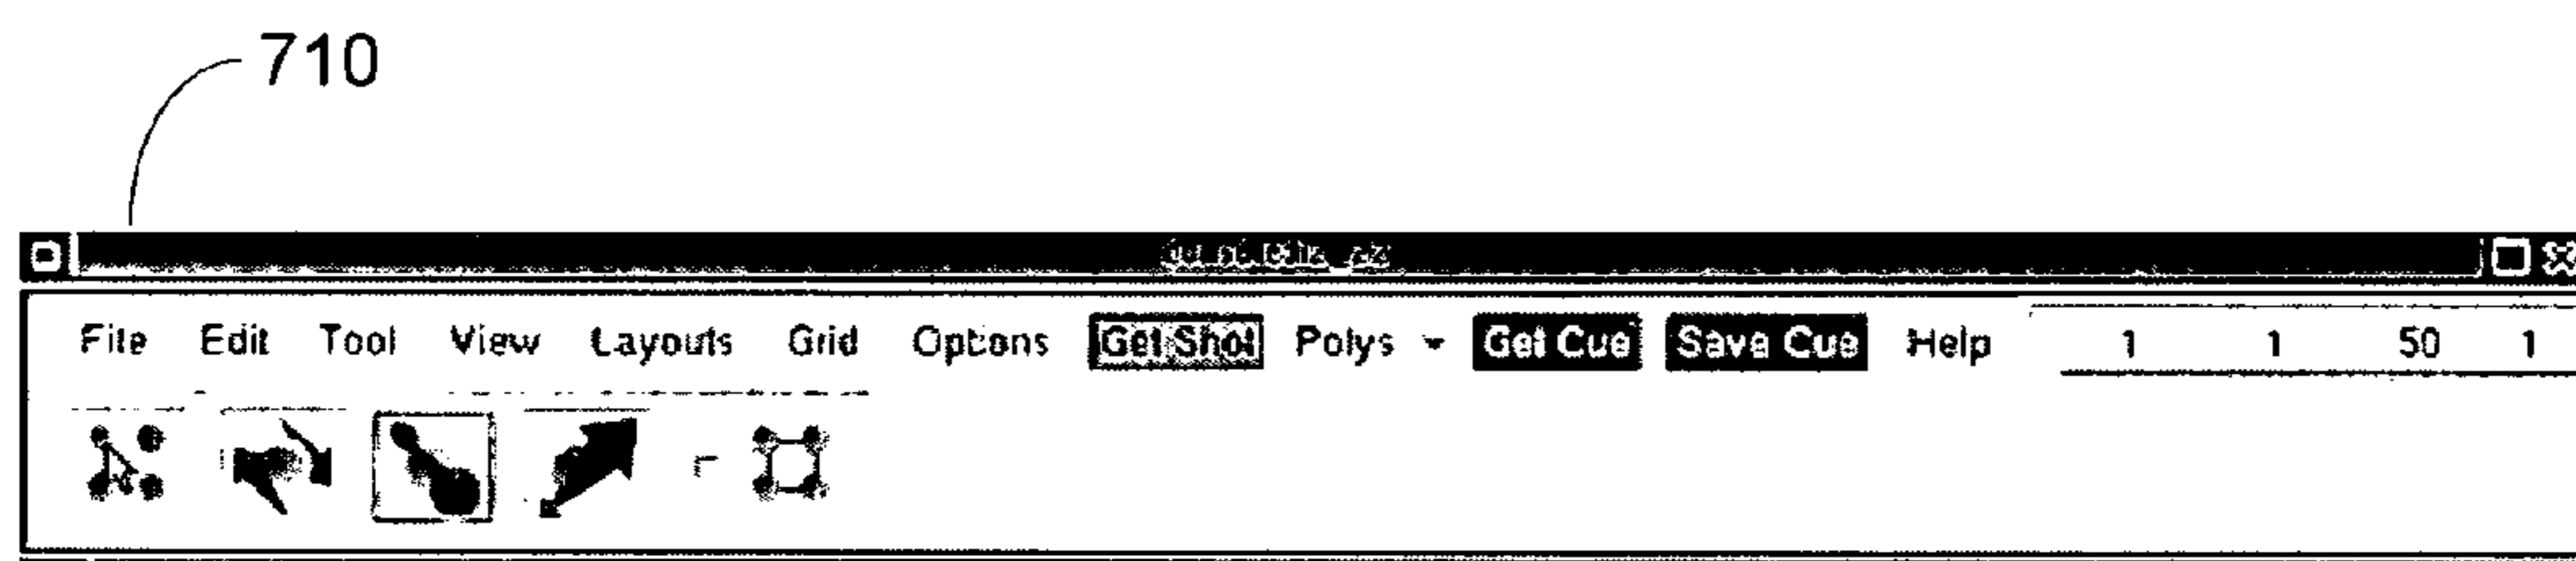 710
File Edit Tool View Layouts Grid Options Get Shot Polys Get Cue Save Cue Help 1 1 50 1